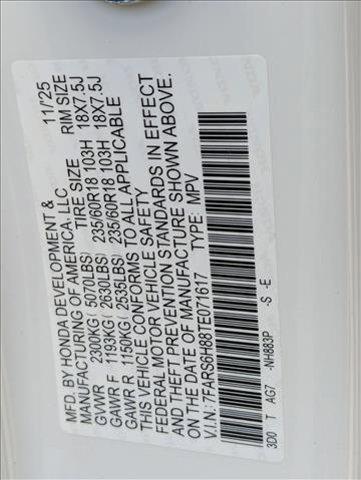 MFD. BY HONDA DEVELOPMENT & 11/'25
MANUFACTURING OF AMERICA, LLC
TIRE SIZE RIM SIZE
GVWR 2300KG( 5070LBS) 235/60R18 103H 18X7.5J
GAWR F 1193KG( 2630LBS) 235/60R18 103H 18X7.5J
GAWR R 1150KG( 2535LBS)
THIS VEHICLE CONFORMS TO ALL APPLICABLE
FEDERAL MOTOR VEHICLE SAFETY
AND THEFT PREVENTION STANDARDS IN EFFECT
ON THE DATE OF MANUFACTURE SHOWN ABOVE.
V.I.N: 7FARS6H88TE071617 TYPE: MPV
3D0 T AG7 -NH883P -S -E